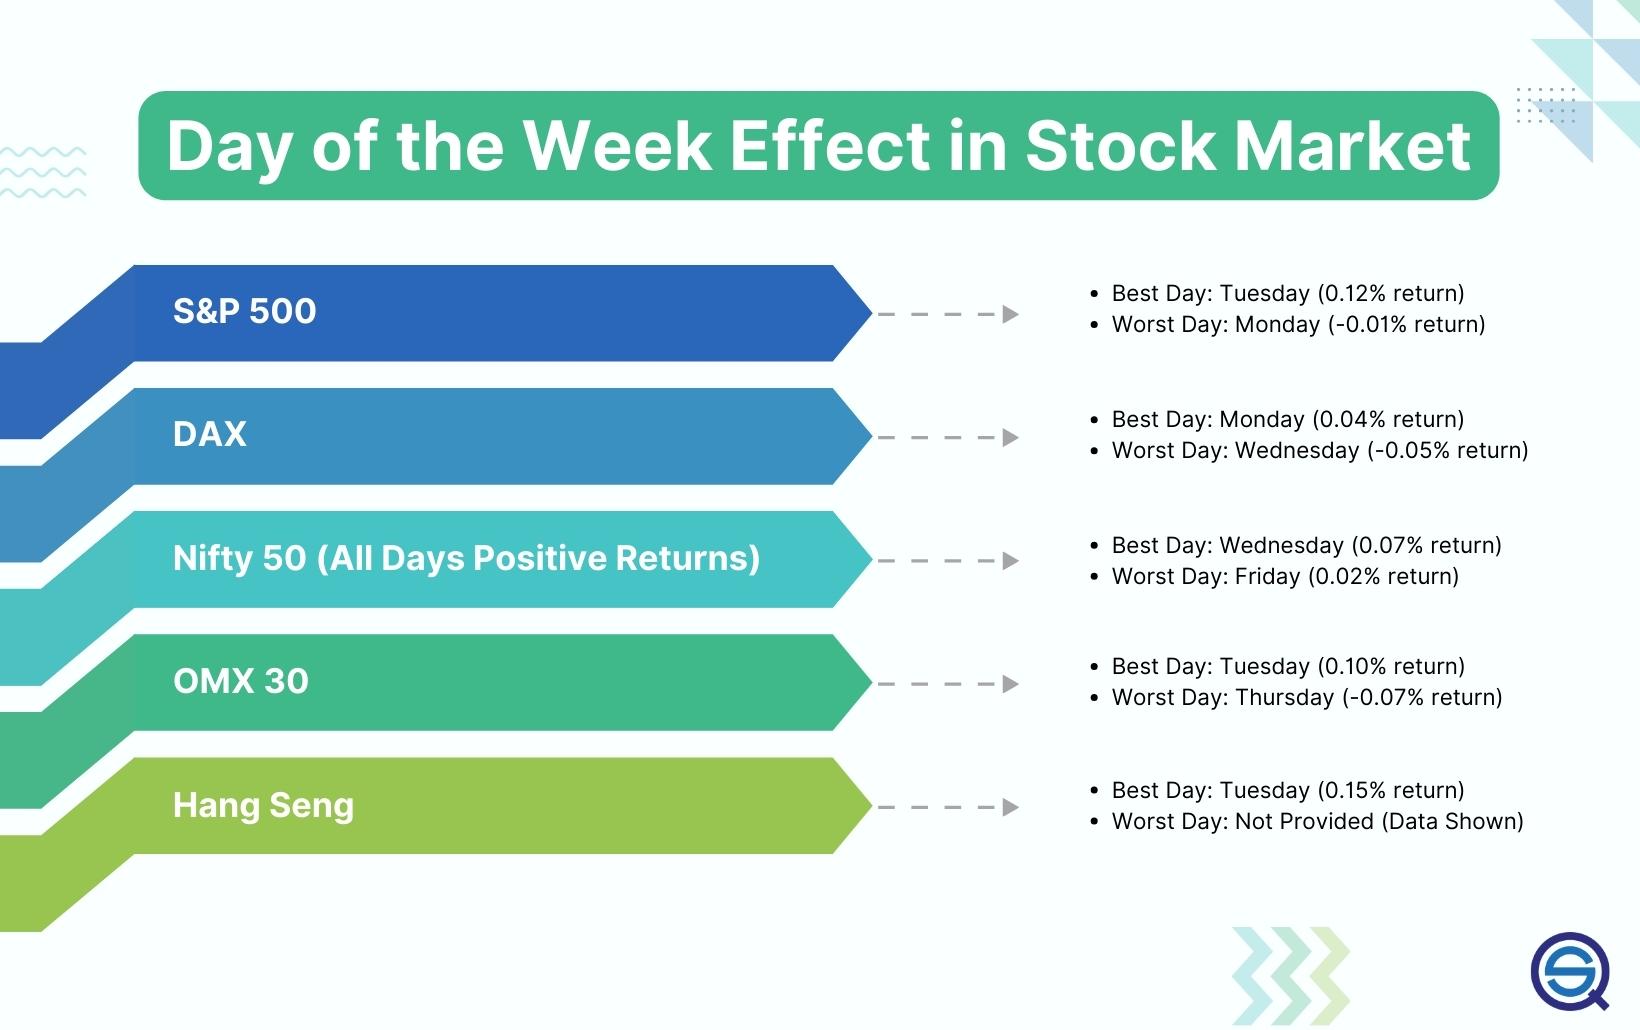 Day of the Week Effect in Stock Market
S&P 500
• Best Day: Tuesday (0.12% return)
• Worst Day: Monday (-0.01% return)
DAX
• Best Day: Monday (0.04% return)
• Worst Day: Wednesday (-0.05% return)
Nifty 50 (All Days Positive Returns)
• Best Day: Wednesday (0.07% return)
• Worst Day: Friday (0.02% return)
OMX 30
• Best Day: Tuesday (0.10% return)
• Worst Day: Thursday (-0.07% return)
Hang Seng
• Best Day: Tuesday (0.15% return)
• Worst Day: Not Provided (Data Shown)